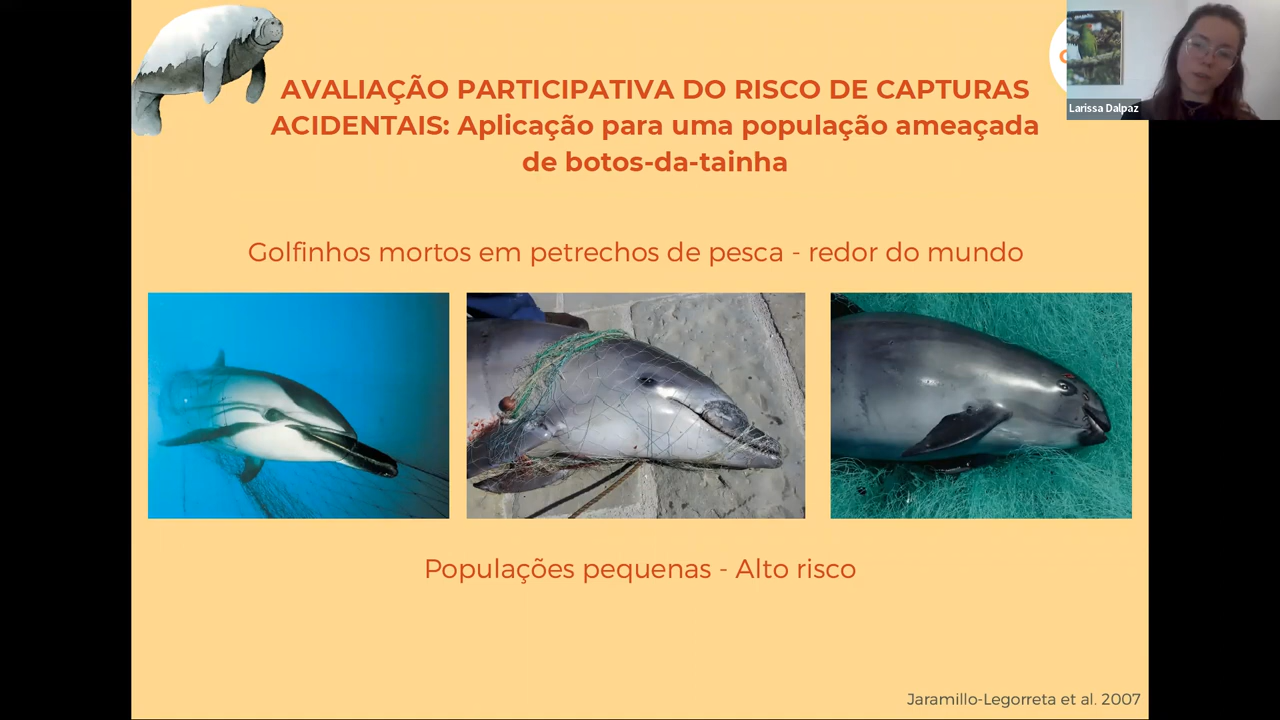 AVALIAÇÃO PARTICIPATIVA DO RISCO DE CAPTURAS
ACIDENTAIS: Aplicação para uma população ameaçada
de botos-da-tainha
Larissa Dalpaz
Golfinhos mortos em petrechos de pesca - redor do mundo
Populações pequenas - Alto risco
Jaramillo-Legorreta et al. 2007